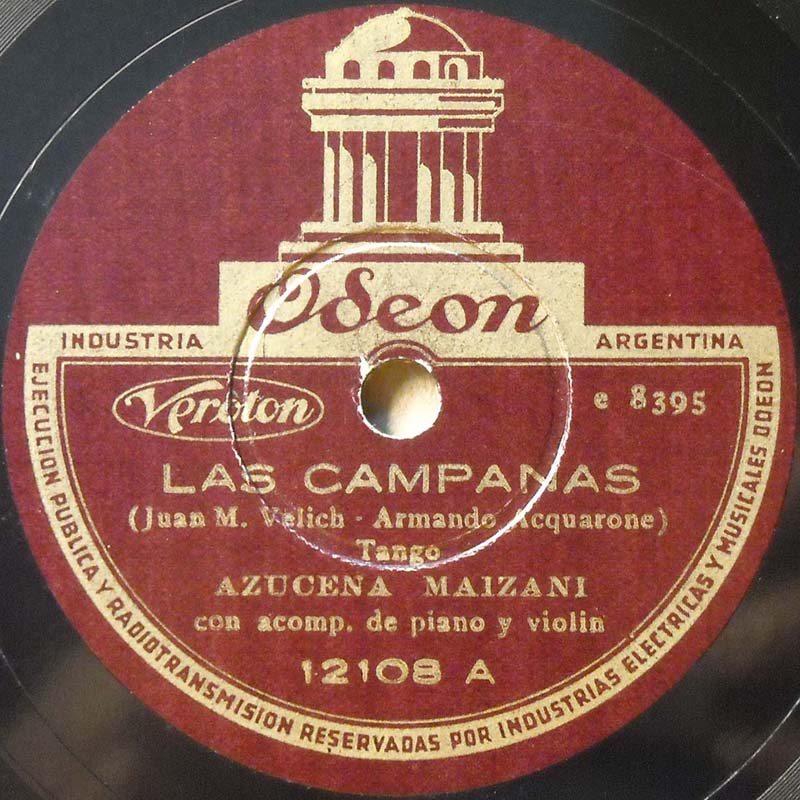 Odeon
INDUSTRIA ARGENTINA
Veroton
e 8395
LAS CAMPANAS
(Juan M. Velich - Armando Acquarone)
Tango
AZUCENA MAIZANI
con acomp. de piano y violin
12108 A
EJECUCION PUBLICA Y RADIOTRANSMISION RESERVADAS POR INDUSTRIAS ELECTRICAS Y MUSICALES ODEON